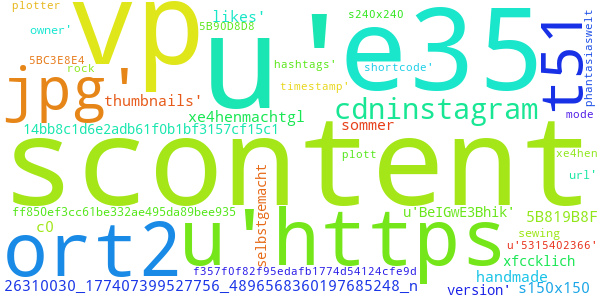 plotter
owner'
5BC3E8E4
rock
vp
likes'
5B90D8D8
u'e35
s240x240
hashtags'
timestamp'
shortcode'
t51
phantasiaswelt
mode
jpg'
thumbnails'
xe4henmachtgl
cdninstagram
14bb8c1d6e2adb61f0b1bf3157cf15c1
sommer
plott
xe4hen
url'
scontent
ff850ef3cc61be332ae495da89bee935
c0
ort2
u'https
selbstgemacht
u'BeIGwE3Bhik'
5B819B8F
sewing
u'5315402366'
xfccklich
f357f0f82f95edafb1774d54124cfe9d
handmade
26310030_177407399527756_4896568360197685248_n
version'
s150x150